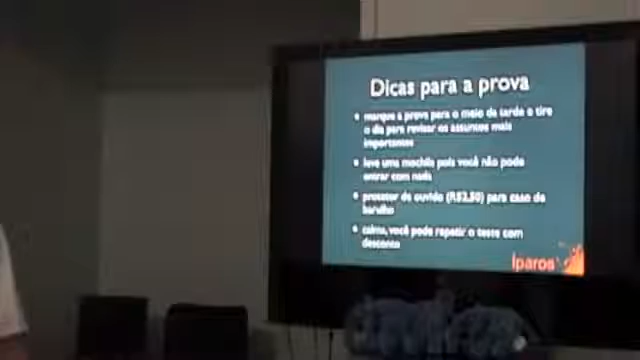 Dicas para a prova
• marque a prova para o meio da tarde e tire
o dia para revisar os assuntos mais
importantes
• leve uma mochila pois você não pode
entrar com nada
• protetor de ouvido (R$2,50) para caso de
barulho
• calma, você pode repetir o teste com
desconto
iparos